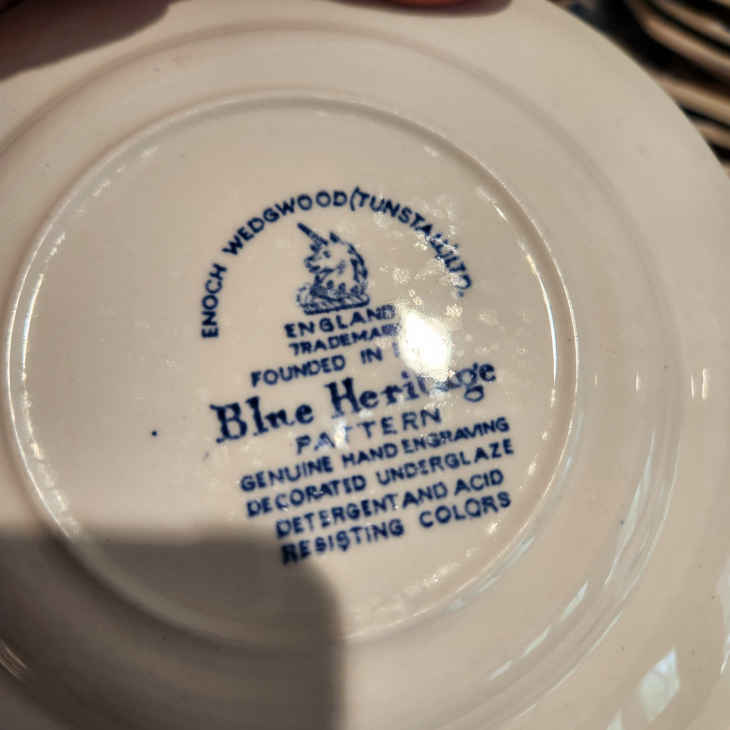 ENOCH WEDGWOOD (TUNSTALL) LTD.
ENGLAND
TRADEMARK
FOUNDED IN
Blue Heritage
PATTERN
GENUINE HAND ENGRAVING
DECORATED UNDERGLAZE
DETERGENT AND ACID
RESISTING COLORS